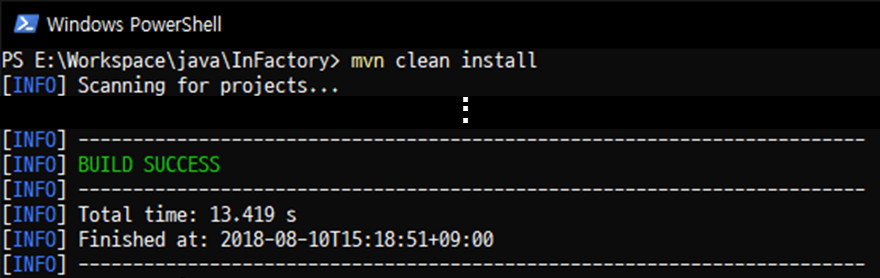 Windows PowerShell
PS E:\Workspace\java\InFactory> mvn clean install
[INFO] Scanning for projects...
[INFO] ------------------------------------------------------------------------
[INFO] BUILD SUCCESS
[INFO] ------------------------------------------------------------------------
[INFO] Total time: 13.419 s
[INFO] Finished at: 2018-08-10T15:18:51+09:00
[INFO] ------------------------------------------------------------------------